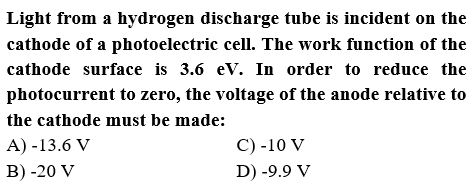 Light from a hydrogen discharge tube is incident on the
cathode of a photoelectric cell. The work function of the
cathode surface is 3.6 eV. In order to reduce the
photocurrent to zero, the voltage of the anode relative to
the cathode must be made:
A) -13.6 V C) -10 V
B) -20 V D) -9.9 V